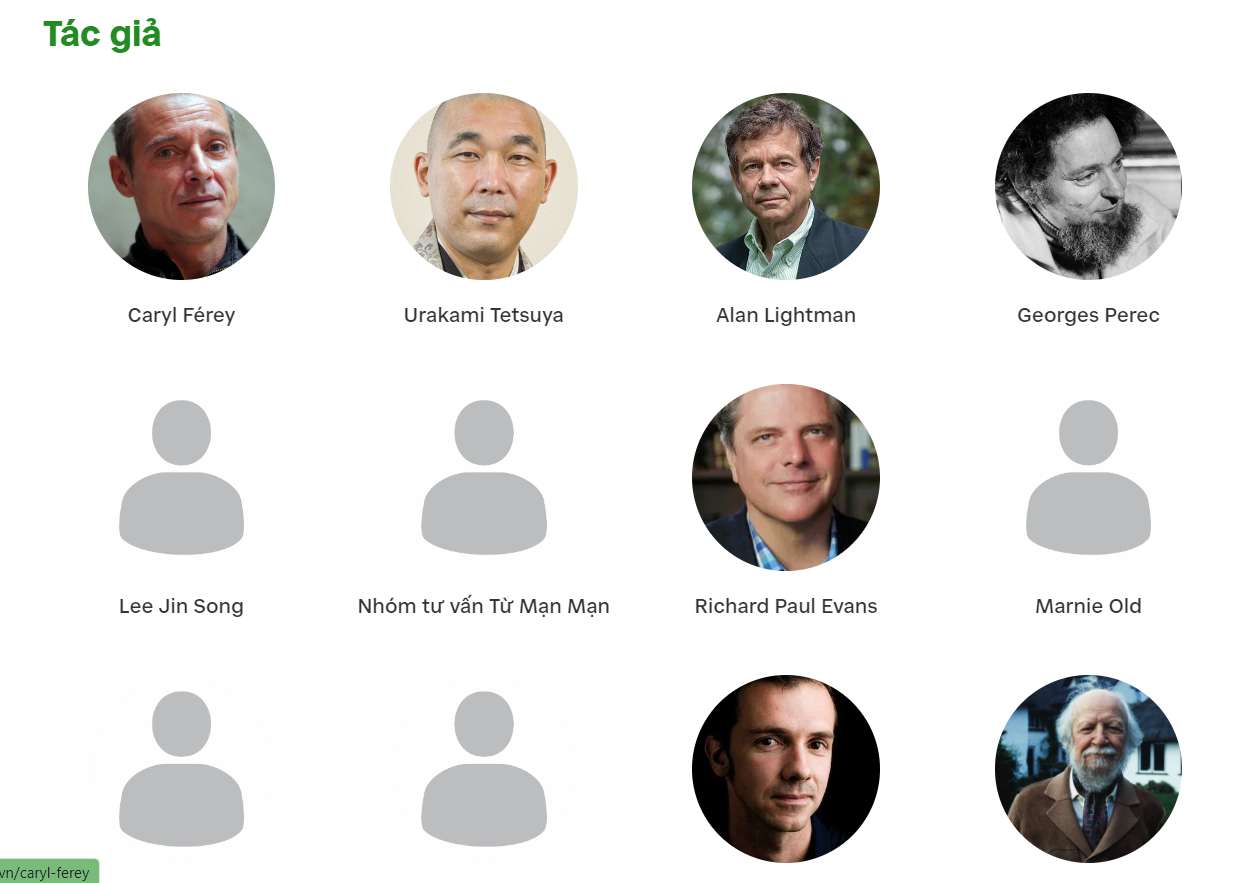 Tác giả
Caryl Férey
Urakami Tetsuya
Alan Lightman
Georges Perec
Lee Jin Song
Nhóm tư vấn Từ Mạn Mạn
Richard Paul Evans
Marnie Old
vn/caryl-ferey